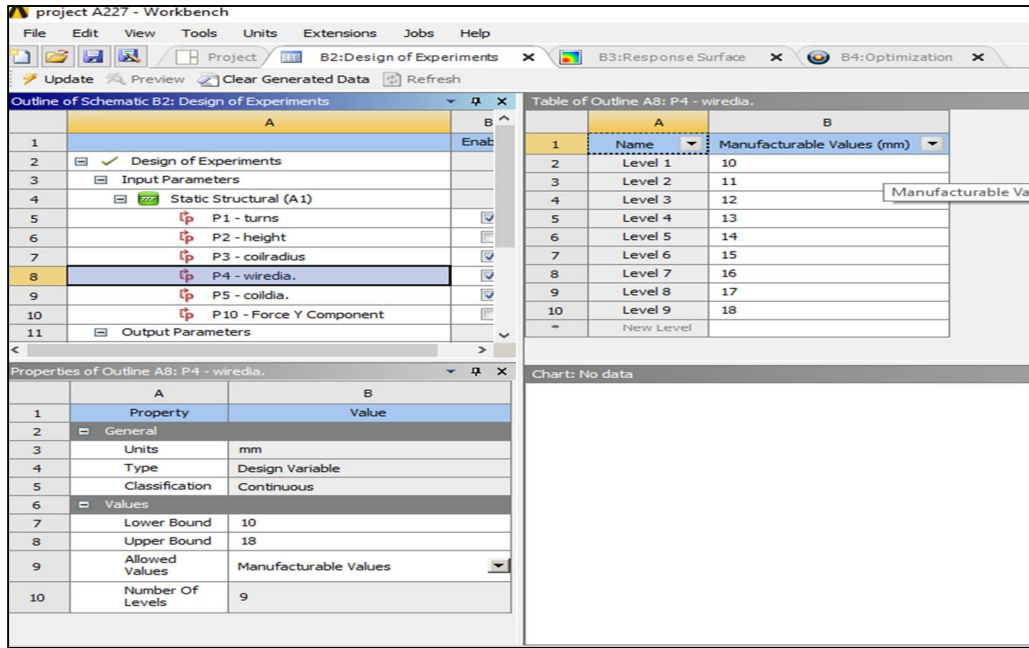 project A227 - Workbench
File Edit View Tools Units Extensions Jobs Help
Project B2:Design of Experiments B3:Response Surface B4:Optimization
Update Preview Clear Generated Data Refresh
Outline of Schematic B2: Design of Experiments
A B
1 Enab
2 Design of Experiments
3 Input Parameters
4 Static Structural (A1)
5 P1 - turns
6 P2 - height
7 P3 - coilradius
8 P4 - wiredia.
9 P5 - coildia.
10 P10 - Force Y Component
11 Output Parameters
Table of Outline A8: P4 - wiredia.
A B
1 Name Manufacturable Values (mm)
2 Level 1 10
3 Level 2 11
4 Level 3 12
5 Level 4 13
6 Level 5 14
7 Level 6 15
8 Level 7 16
9 Level 8 17
10 Level 9 18
* New Level
Manufacturable Va
Properties of Outline A8: P4 - wiredia.
A B
1 Property Value
2 General
3 Units mm
4 Type Design Variable
5 Classification Continuous
6 Values
7 Lower Bound 10
8 Upper Bound 18
9 Allowed
Values Manufacturable Values
10 Number Of
Levels 9
Chart: No data